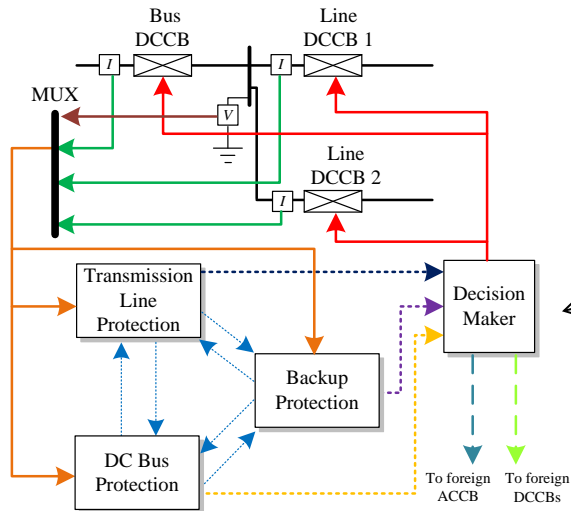 Bus
DCCB
Line
DCCB 1
I
I
MUX
V
Line
DCCB 2
I
Transmission
Line
Protection
Decision
Maker
Backup
Protection
DC Bus
Protection
To foreign
ACCB
To foreign
DCCBs